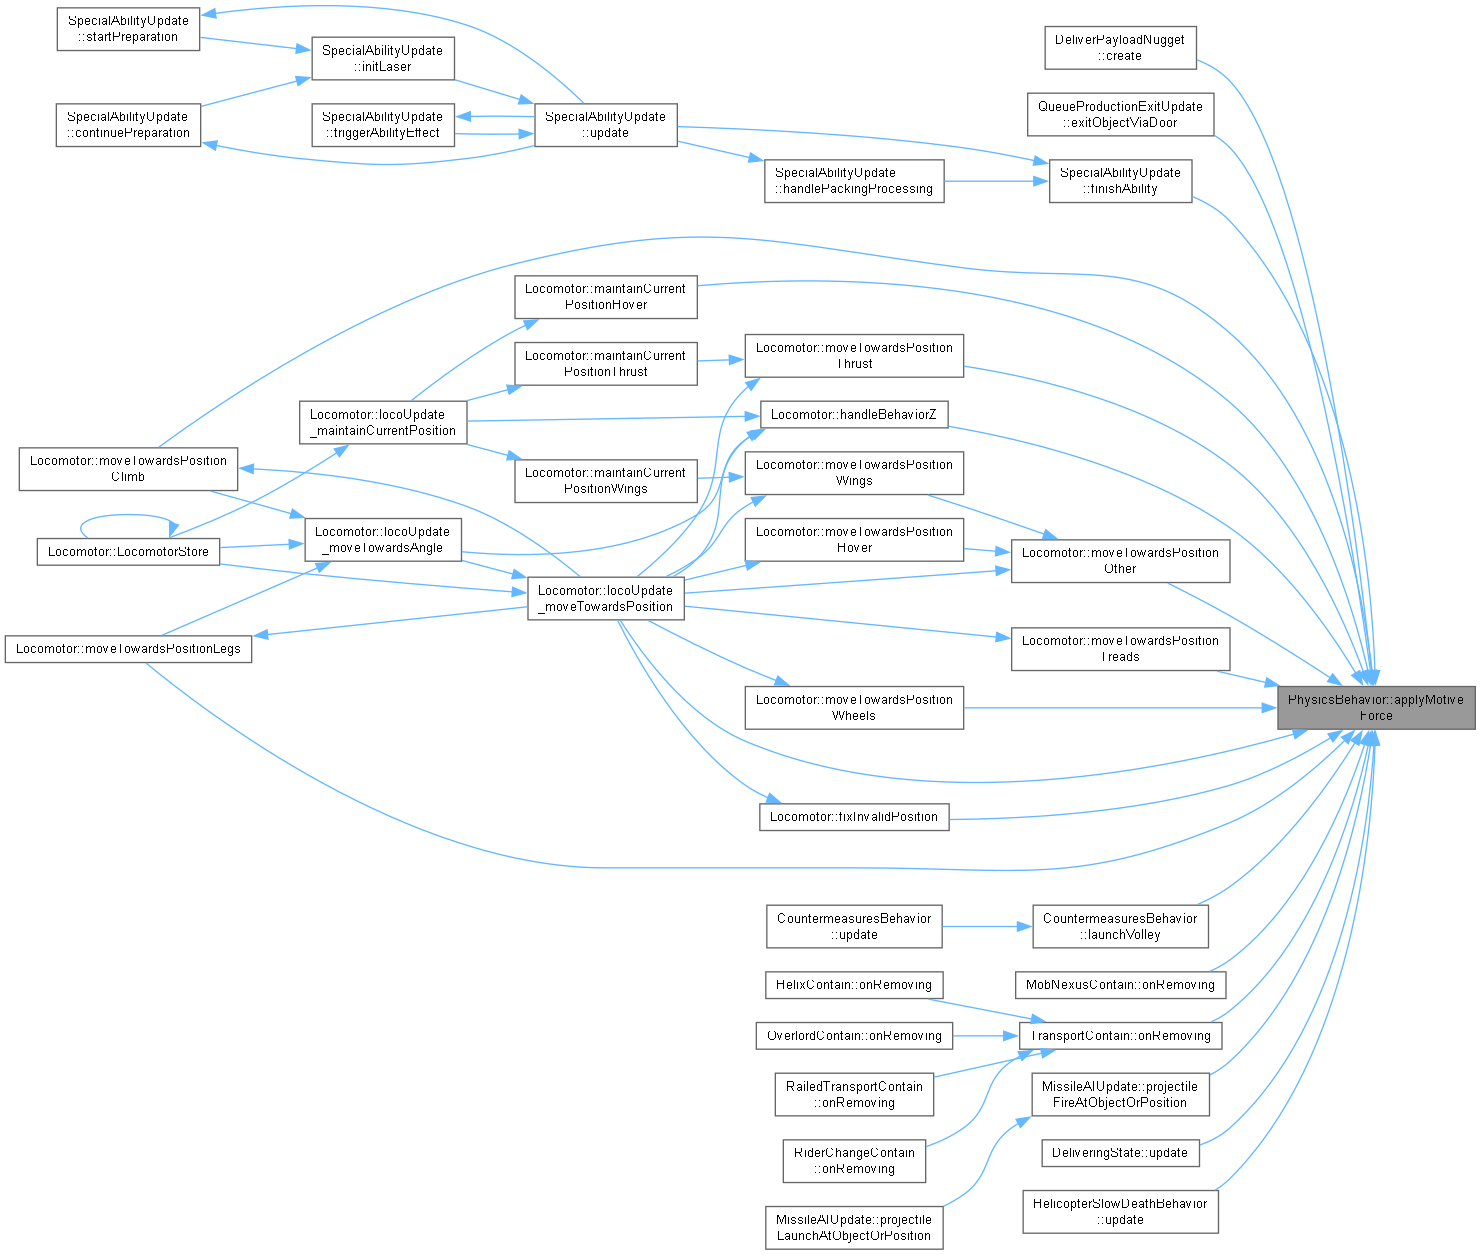 SpecialAbilityUpdate
::startPreparation
SpecialAbilityUpdate
::initLaser
SpecialAbilityUpdate
::continuePreparation
SpecialAbilityUpdate
::triggerAbilityEffect
SpecialAbilityUpdate
::update
SpecialAbilityUpdate
::handlePackingProcessing
DeliverPayloadNugget
::create
QueueProductionExitUpdate
::exitObjectViaDoor
SpecialAbilityUpdate
::finishAbility
Locomotor::maintainCurrent
PositionHover
Locomotor::maintainCurrent
PositionThrust
Locomotor::moveTowardsPosition
Thrust
Locomotor::locoUpdate
_maintainCurrentPosition
Locomotor::handleBehaviorZ
Locomotor::moveTowardsPosition
Climb
Locomotor::maintainCurrent
PositionWings
Locomotor::moveTowardsPosition
Wings
Locomotor::LocomotorStore
Locomotor::locoUpdate
_moveTowardsAngle
Locomotor::moveTowardsPosition
Hover
Locomotor::moveTowardsPosition
Other
Locomotor::locoUpdate
_moveTowardsPosition
Locomotor::moveTowardsPositionLegs
Locomotor::moveTowardsPosition
Treads
Locomotor::moveTowardsPosition
Wheels
PhysicsBehavior::applyMotive
Force
Locomotor::fixInvalidPosition
CountermeasuresBehavior
::update
CountermeasuresBehavior
::launchVolley
HelixContain::onRemoving
MobNexusContain::onRemoving
OverlordContain::onRemoving
TransportContain::onRemoving
RailedTransportContain
::onRemoving
MissileAIUpdate::projectile
FireAtObjectOrPosition
RiderChangeContain
::onRemoving
DeliveringState::update
MissileAIUpdate::projectile
LaunchAtObjectOrPosition
HelicopterSlowDeathBehavior
::update